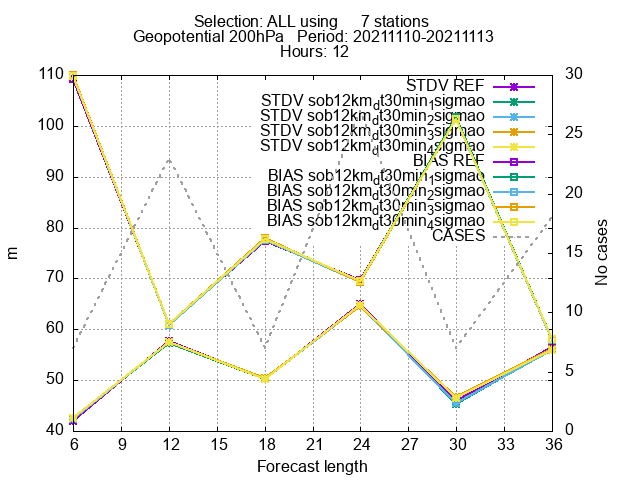 Selection: ALL using 7 stations
Geopotential 200hPa Period: 20211110-20211113
Hours: 12
110
100
90
80
70
60
50
40
30
25
20
15
10
5
0
m
No cases
STDV REF
STDV sob12km_dt30min_1sigmao
STDV sob12km_dt30min_2sigmao
STDV sob12km_dt30min_3sigmao
STDV sob12km_dt30min_4sigmao
BIAS REF
BIAS sob12km_dt30min_1sigmao
BIAS sob12km_dt30min_2sigmao
BIAS sob12km_dt30min_3sigmao
BIAS sob12km_dt30min_4sigmao
CASES
6 9 12 15 18 21 24 27 30 33 36
Forecast length